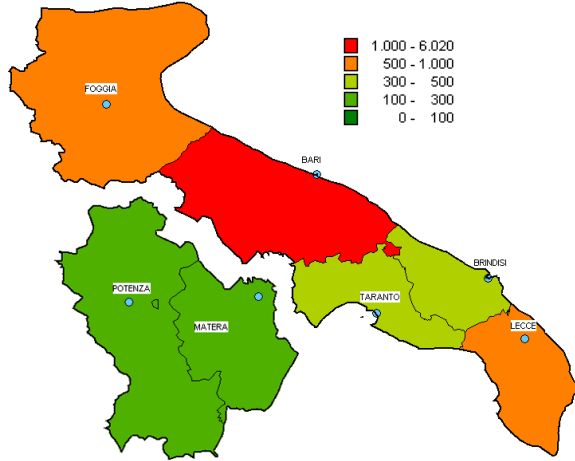 1.000 - 6.020
500 - 1.000
300 - 500
100 - 300
0 - 100
FOGGIA
BARI
BRINDISI
POTENZA
TARANTO
MATERA
LECCE